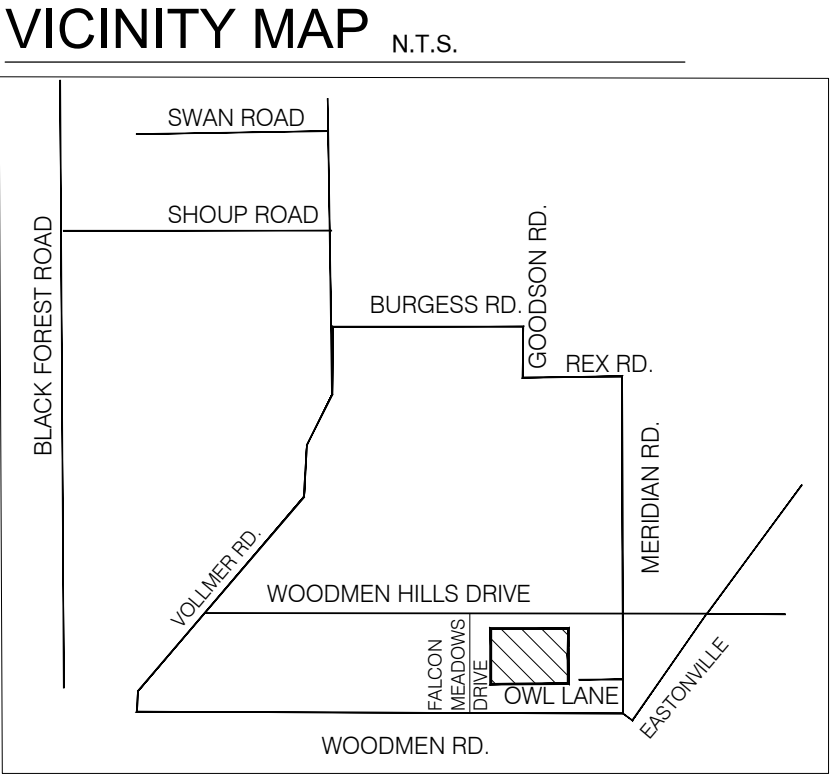 VICINITY MAP N.T.S.
SWAN ROAD
SHOUP ROAD
BLACK FOREST ROAD
BURGESS RD.
GOODSON RD.
REX RD.
MERIDIAN RD.
VOLLMER RD.
WOODMEN HILLS DRIVE
FALCON
MEADOWS
DRIVE
OWL LANE
EASTONVILLE
WOODMEN RD.